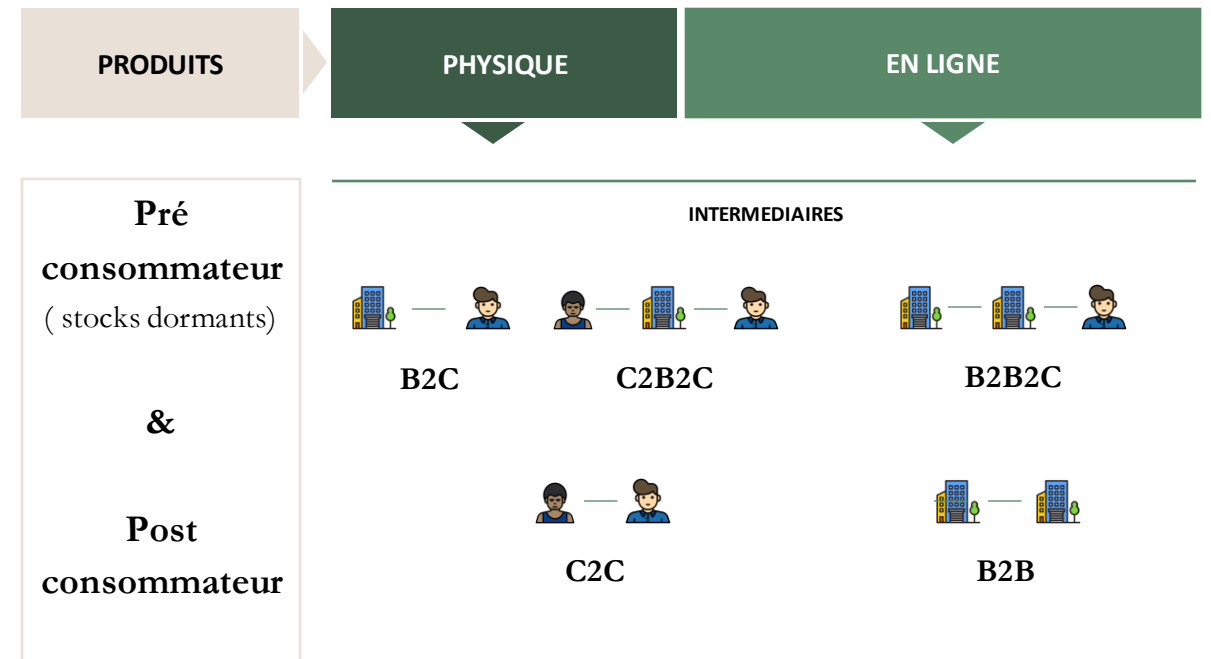 PRODUITS
PHYSIQUE
EN LIGNE
Pré
consommateur
( stocks dormants)
&
Post
consommateur
INTERMEDIAIRES
B2C
C2B2C
B2B2C
C2C
B2B